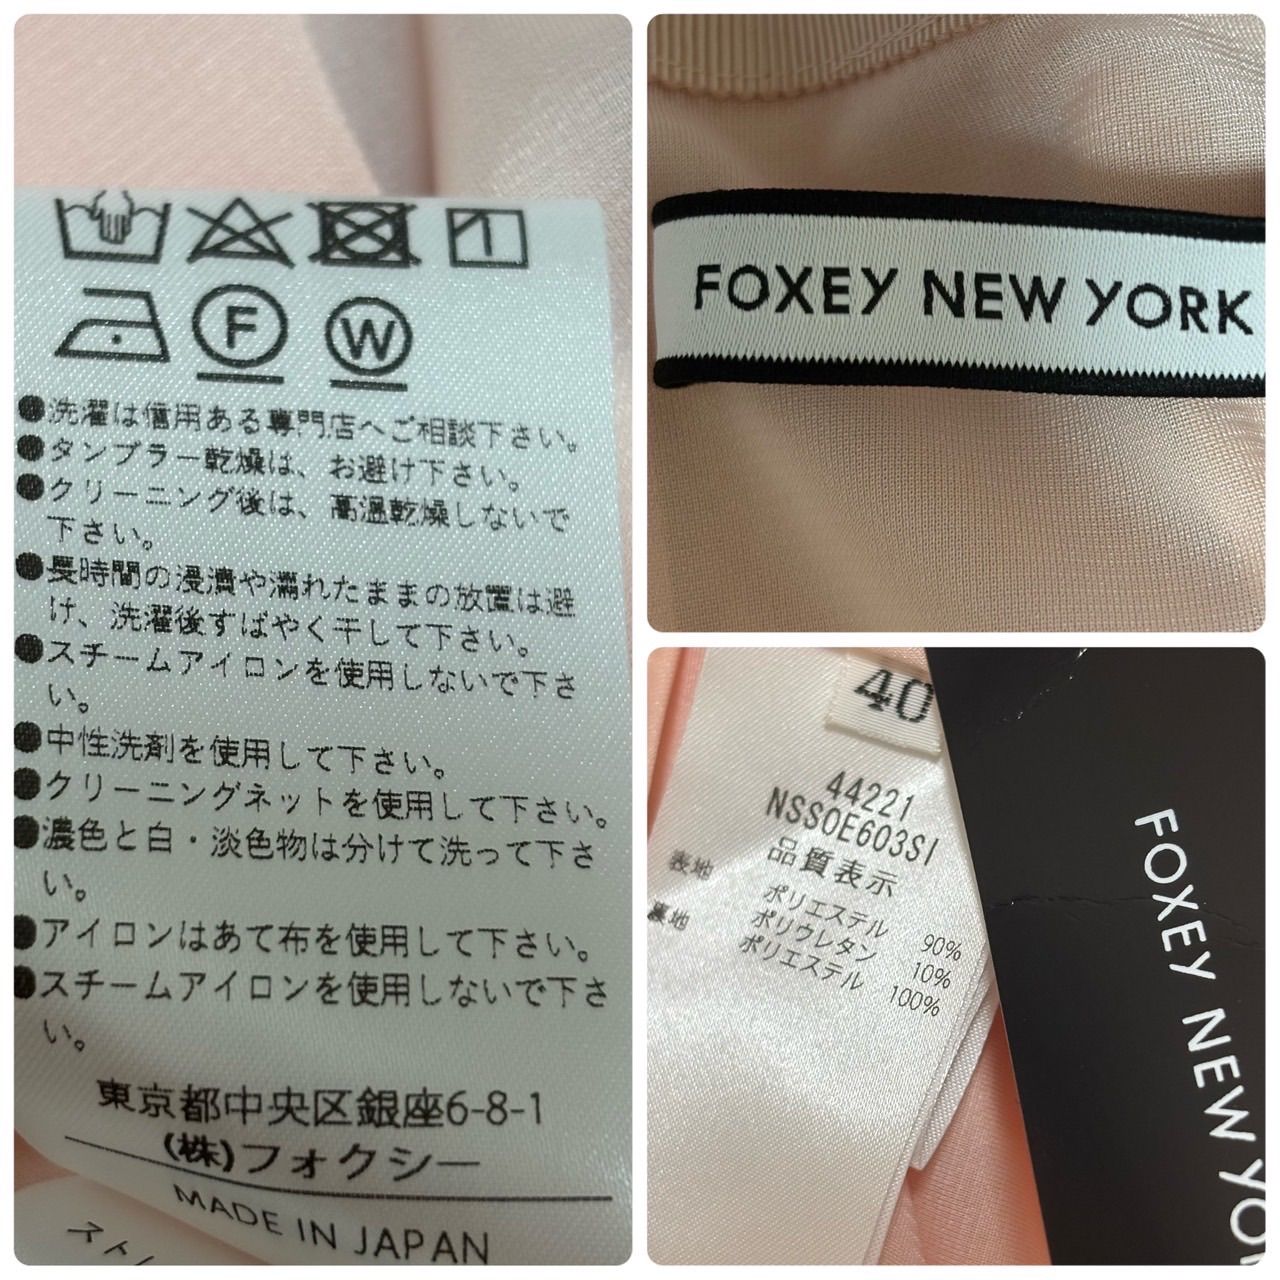 F
W
●洗濯は信用ある専門店へご相談下さい。
●タンブラー乾燥は、お避け下さい。
●クリーニング後は、高温乾燥しないで
下さい。
●長時間の浸漬や濡れたままの放置は避
け、洗濯後すばやく干して下さい。
●スチームアイロンを使用しないで下さ
い。
●中性洗剤を使用して下さい。
●クリーニングネットを使用して下さい。
●濃色と白・淡色物は分けて洗って下さ
い。
●アイロンはあて布を使用して下さい。
●スチームアイロンを使用しないで下さ
い。
東京都中央区銀座6-8-1
(株)フォクシー
MADE IN JAPAN
FOXEY NEW YORK
40
44221
NSSOE603SI
品質表示
表地 ポリエステル 90%
ポリウレタン 10%
裏地 ポリエステル 100%
FOXEY NEW YO